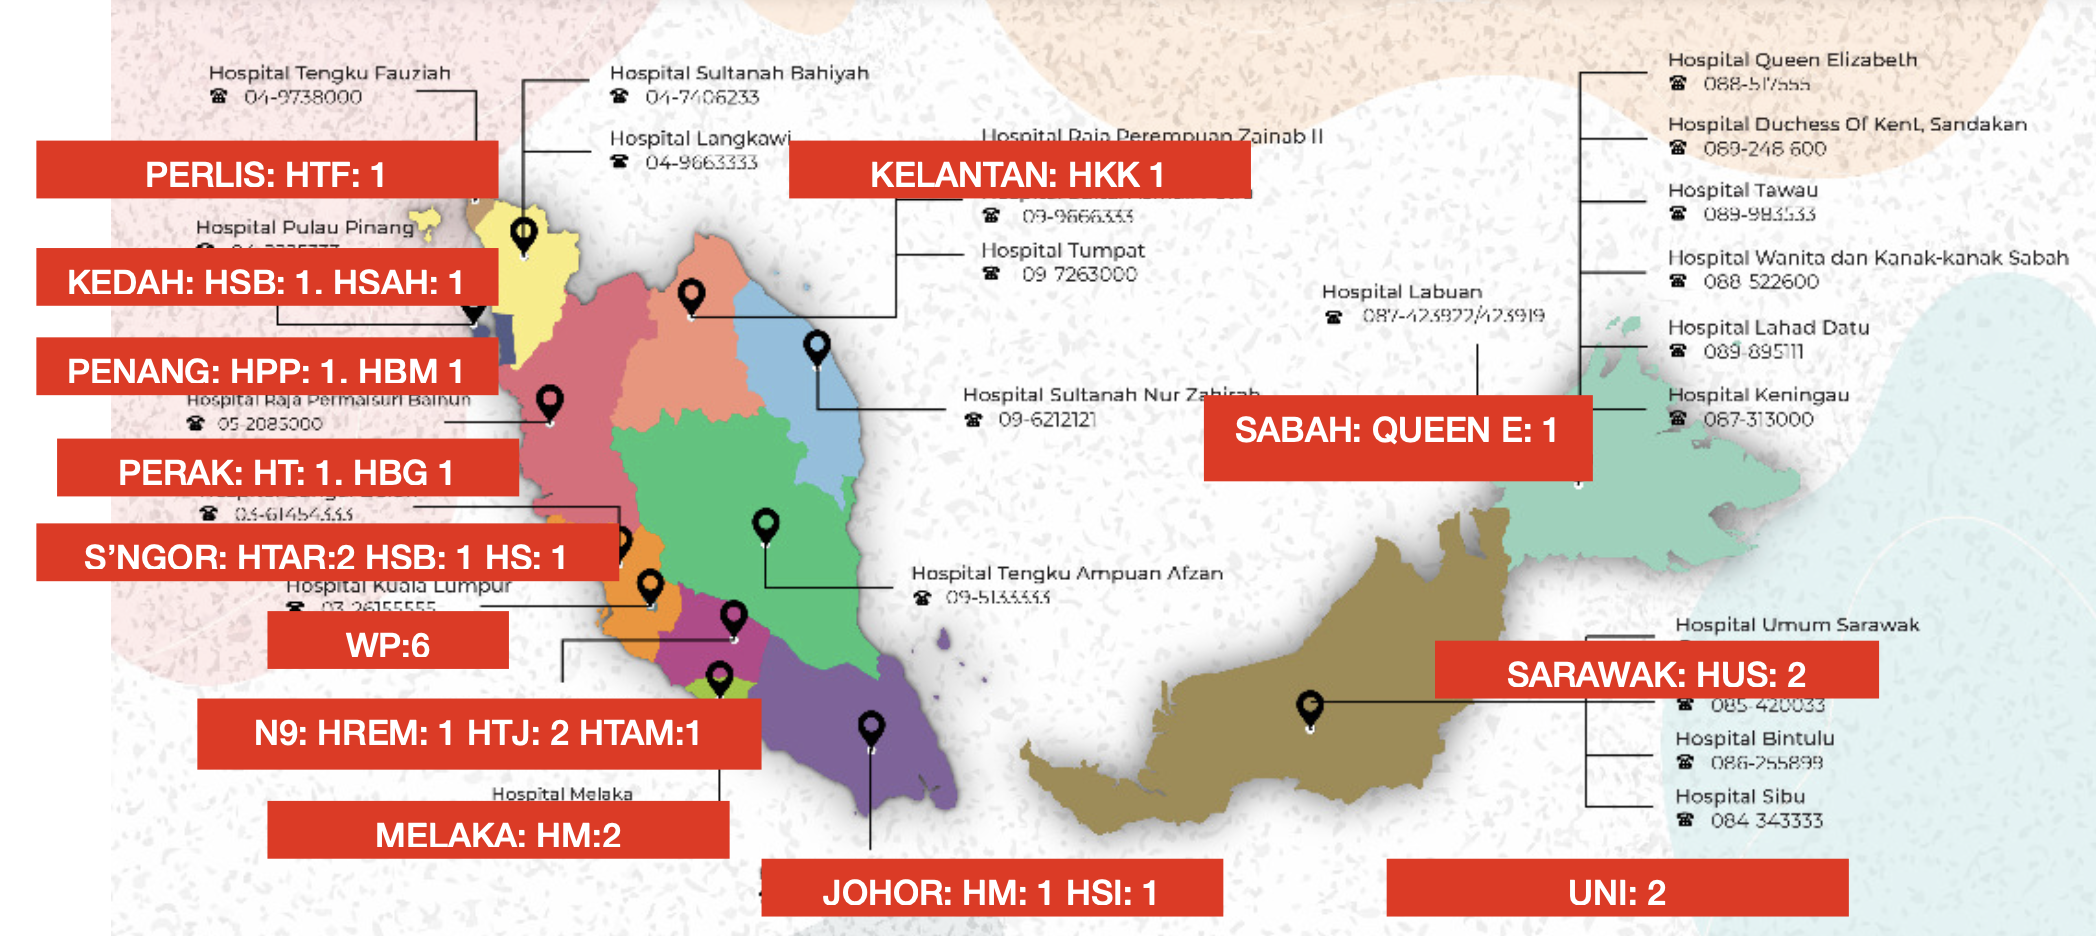 Hospital Tengku Fauziah
04-9738000
Hospital Sultanah Bahiyah
04-7406233
Hospital Langkawi
04-9663333
Hospital Raja Perempuan Zainab II
PERLIS: HTF: 1
KELANTAN: HKK 1
09-9666333
Hospital Tumpat
09 7263000
Hospital Pulau Pinang
KEDAH: HSB: 1. HSAH: 1
PENANG: HPP: 1. HBM 1
Hospital Raja Permaisuri Bainun
05-2085000
PERAK: HT: 1. HBG 1
03-61454333
S'NGOR: HTAR:2 HSB: 1 HS: 1
Hospital Kuala Lumpur
03-26155555
WP:6
N9: HREM: 1 HTJ: 2 HTAM:1
Hospital Melaka
MELAKA: HM:2
JOHOR: HM: 1 HSI: 1
Hospital Sultanah Nur Zahirah
09-6212121
Hospital Tengku Ampuan Afzan
09-5133333
Hospital Labuan
087-423922/423919
Hospital Queen Elizabeth
088-517555
Hospital Duchess Of Kent, Sandakan
089-248 600
Hospital Tawau
089-983533
Hospital Wanita dan Kanak-kanak Sabah
088 522600
Hospital Lahad Datu
089-895111
Hospital Keningau
087-313000
SABAH: QUEEN E: 1
Hospital Umum Sarawak
SARAWAK: HUS: 2
085-420033
Hospital Bintulu
086-255899
Hospital Sibu
084 343333
UNI: 2